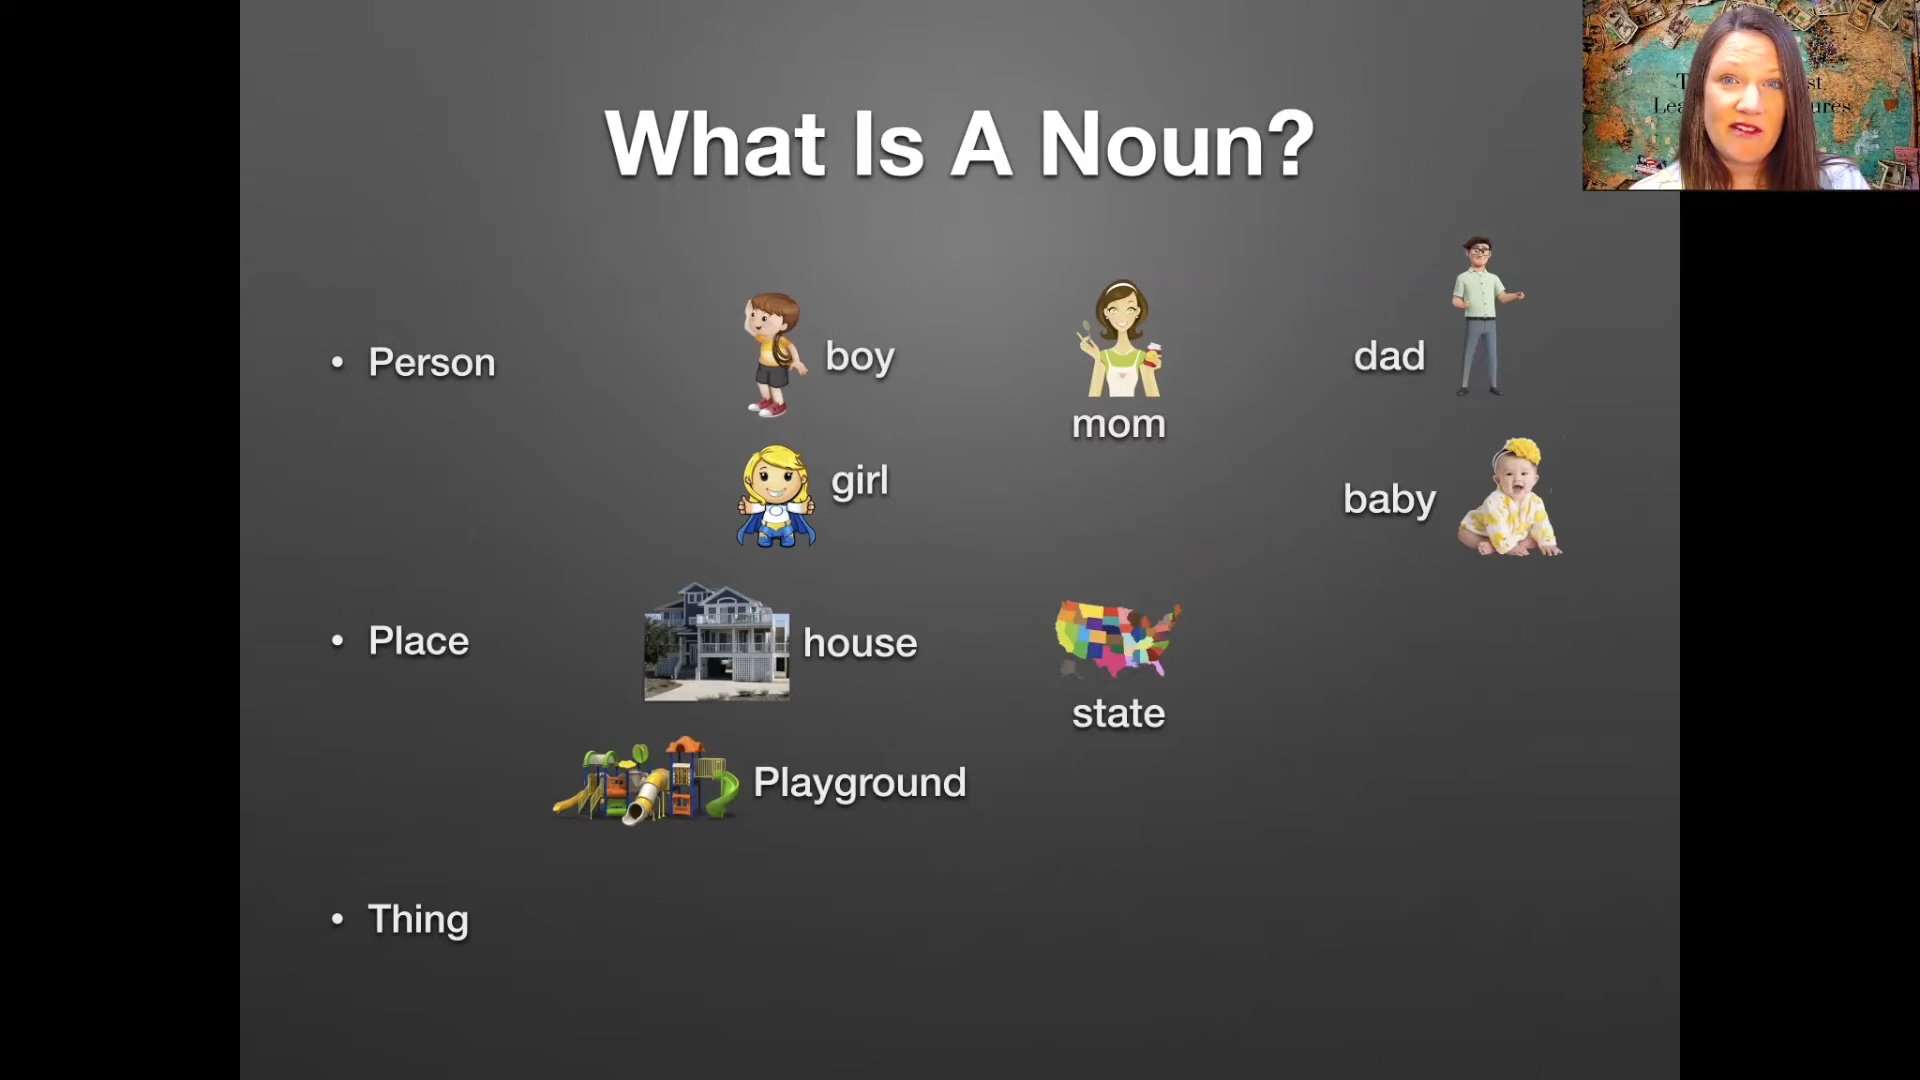 What Is A Noun?
• Person
boy
mom
dad
girl
baby
• Place
house
state
Playground
• Thing